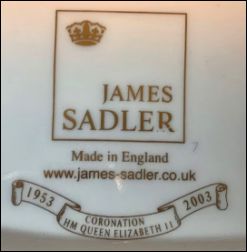 JAMES
SADLER
Made in England
www.james-sadler.co.uk
1953
CORONATION
HM QUEEN ELIZABETH II
2003